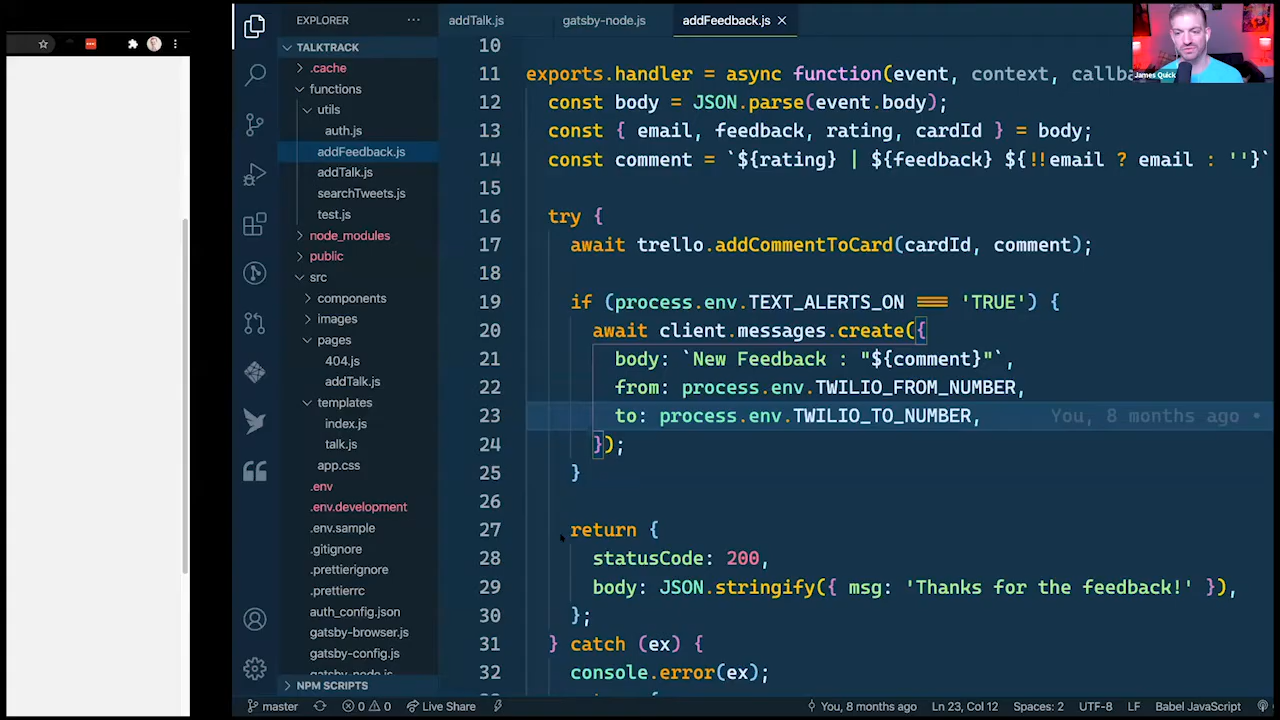 EXPLORER
TALKTRACK
.cache
functions
utils
auth.js
addFeedback.js
addTalk.js
searchTweets.js
test.js
node_modules
public
src
components
images
pages
404.js
addTalk.js
templates
index.js
talk.js
app.css
.env
.env.development
.env.sample
.gitignore
.prettierignore
.prettierrc
auth_config.json
gatsby-browser.js
gatsby-config.js
gatsby-node.js
NPM SCRIPTS
addTalk.js gatsby-node.js addFeedback.js
10
11 exports.handler = async function(event, context, callb
12 const body = JSON.parse(event.body);
13 const { email, feedback, rating, cardId } = body;
14 const comment = `${rating} | ${feedback} ${!!email ? email : ''}`
15
16 try {
17 await trello.addCommentToCard(cardId, comment);
18
19 if (process.env.TEXT_ALERTS_ON === 'TRUE') {
20 await client.messages.create({
21 body: `New Feedback : "${comment}"`,
22 from: process.env.TWILIO_FROM_NUMBER,
23 to: process.env.TWILIO_TO_NUMBER, You, 8 months ago •
24 });
25 }
26
27 return {
28 statusCode: 200,
29 body: JSON.stringify({ msg: 'Thanks for the feedback!' }),
30 };
31 } catch (ex) {
32 console.error(ex);
James Quick
master 0 0 Live Share You, 8 months ago Ln 23, Col 12 Spaces: 2 UTF-8 LF Babel JavaScript